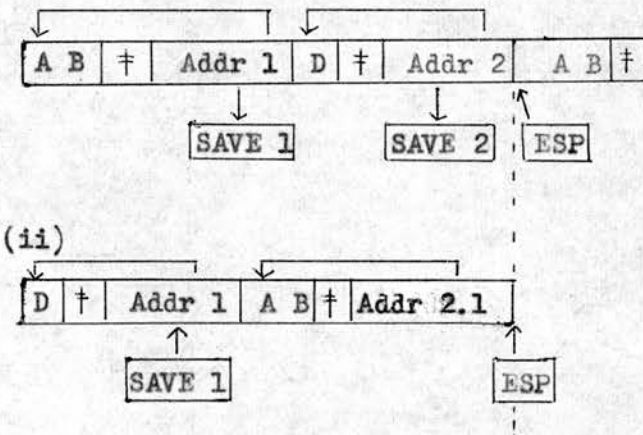 A B ‡ Addr 1 D ‡ Addr 2 A B ‡
SAVE 1 SAVE 2 ESP
(ii)
D ‡ Addr 1 A B ‡ Addr 2.1
SAVE 1 ESP